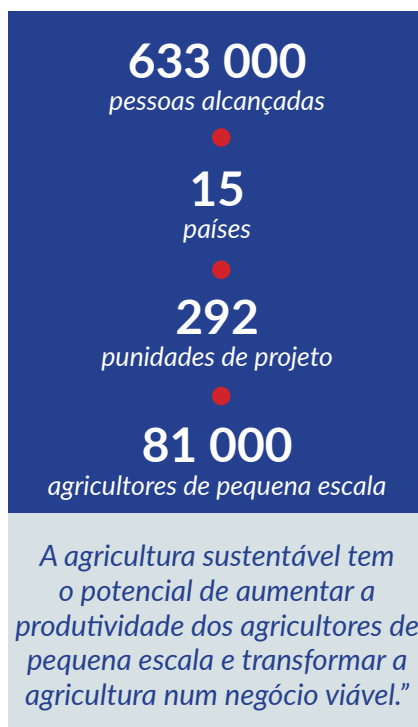 633 000
pessoas alcançadas
15
países
292
punidades de projeto
81 000
agricultores de pequena escala
A agricultura sustentável tem
o potencial de aumentar a
produtividade dos agricultores de
pequena escala e transformar a
agricultura num negócio viável.”